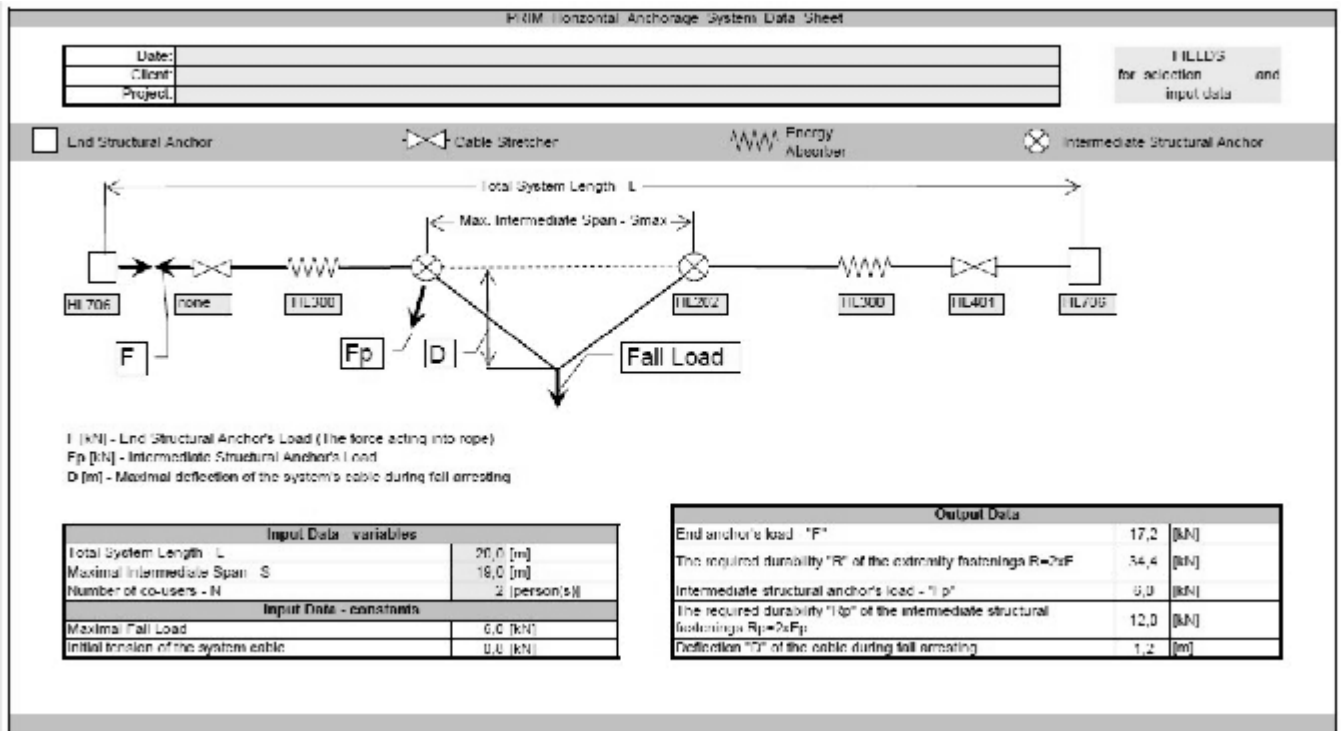 PRIM Horizontal Anchorage System Data Sheet
Date:
Client:
Project:
FIELDS
for selection and
input data
End Structural Anchor
Cable Stretcher
Energy
Absorber
Intermediate Structural Anchor
Total System Length L
Max. Intermediate Span - Smax
HL706
none
HL300
HL202
HL300
HL401
HL706
F
Fp
D
Fall Load
F [kN] - End Structural Anchor's Load (The force acting into rope)
Fp [kN] - Intermediate Structural Anchor's Load
D [m] - Maximal deflection of the system's cable during fall arresting
Input Data variables
Total System Length L 20,0 [m]
Maximal Intermediate Span S [m]
Number of co-users - N 2 [person(s)]
Input Data - constants
Maximal Fall Load 6,0 [kN]
Initial tension of the system cable [kN]
Output Data
End anchor's load "F" 17,2 [kN]
The required durability "R" of the extremity fastenings R=2xF 34,4 [kN]
Intermediate structural anchor's load - "Fp" 6,0 [kN]
The required durability "Rp" of the intermediate structural
fastenings Rp=2xFp 12,0 [kN]
Deflection "D" of the cable during fall arresting 1,2 [m]